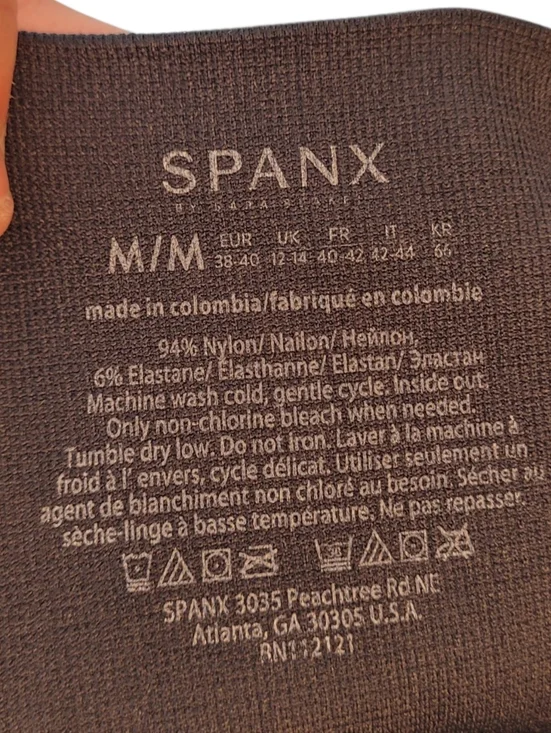 SPANX
BY SARA BLAKELY
M/M EUR UK FR IT KR
38-40 12-14 40-42 42-44 66
made in colombia/fabriqué en colombie
94% Nylon/ Nailon/ Нейлон,
6% Elastane/ Elasthanne/ Elastan/ Эластан
Machine wash cold, gentle cycle. Inside out.
Only non-chlorine bleach when needed.
Tumble dry low. Do not iron. Laver à la machine à
froid à l' envers, cycle délicat. Utiliser seulement un
agent de blanchiment non chloré au besoin. Sécher au
sèche-linge à basse température. Ne pas repasser.
30
SPANX 3035 Peachtree Rd NE
Atlanta, GA 30305 U.S.A.
RN112121